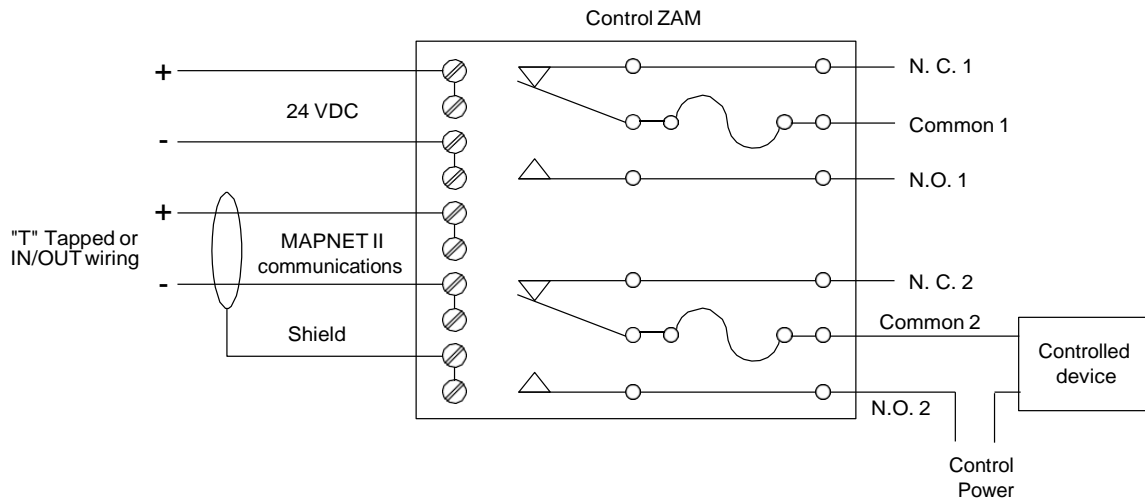 Control ZAM
+
24 VDC
-
+
"T" Tapped or
IN/OUT wiring
MAPNET II
communications
-
Shield
N. C. 1
Common 1
N.O. 1
N. C. 2
Common 2
Controlled
device
N.O. 2
Control
Power